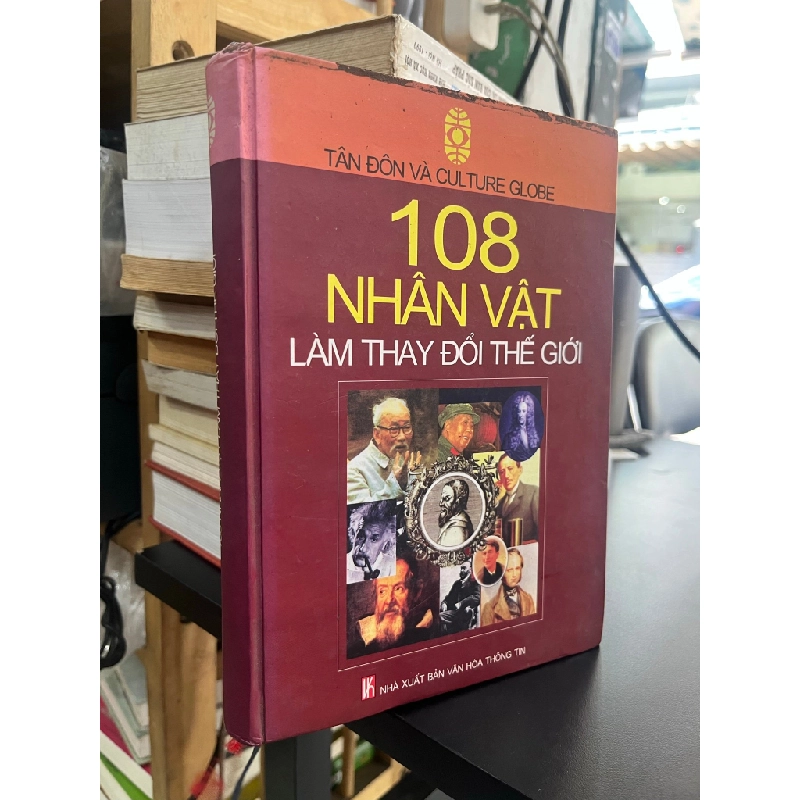 TÂN ĐÔN VÀ CULTURE GLOBE
108
NHÂN VẬT
LÀM THAY ĐỔI THẾ GIỚI
NHÀ XUẤT BẢN VĂN HÓA THÔNG TIN